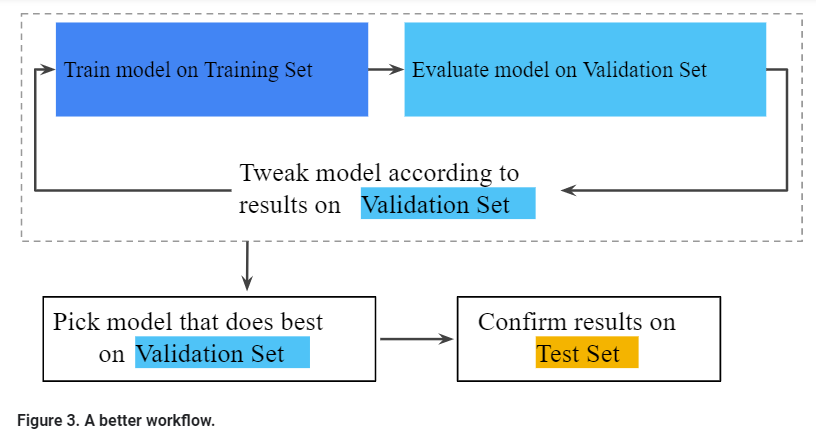 Train model on Training Set
Evaluate model on Validation Set
Tweak model according to
results on Validation Set
Pick model that does best
on Validation Set
Confirm results on
Test Set
Figure 3. A better workflow.